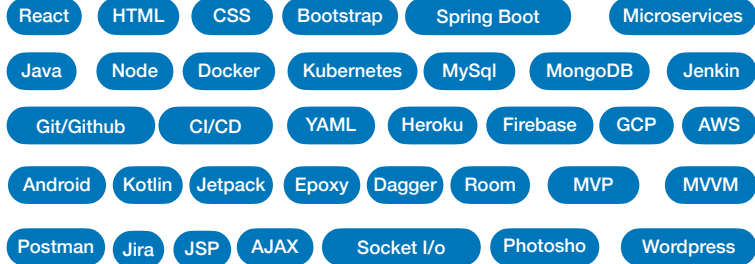 React HTML CSS Bootstrap Spring Boot Microservices
Java Node Docker Kubernetes MySql MongoDB Jenkin
Git/Github CI/CD YAML Heroku Firebase GCP AWS
Android Kotlin Jetpack Epoxy Dagger Room MVP MVVM
Postman Jira JSP AJAX Socket I/o Photosho Wordpress